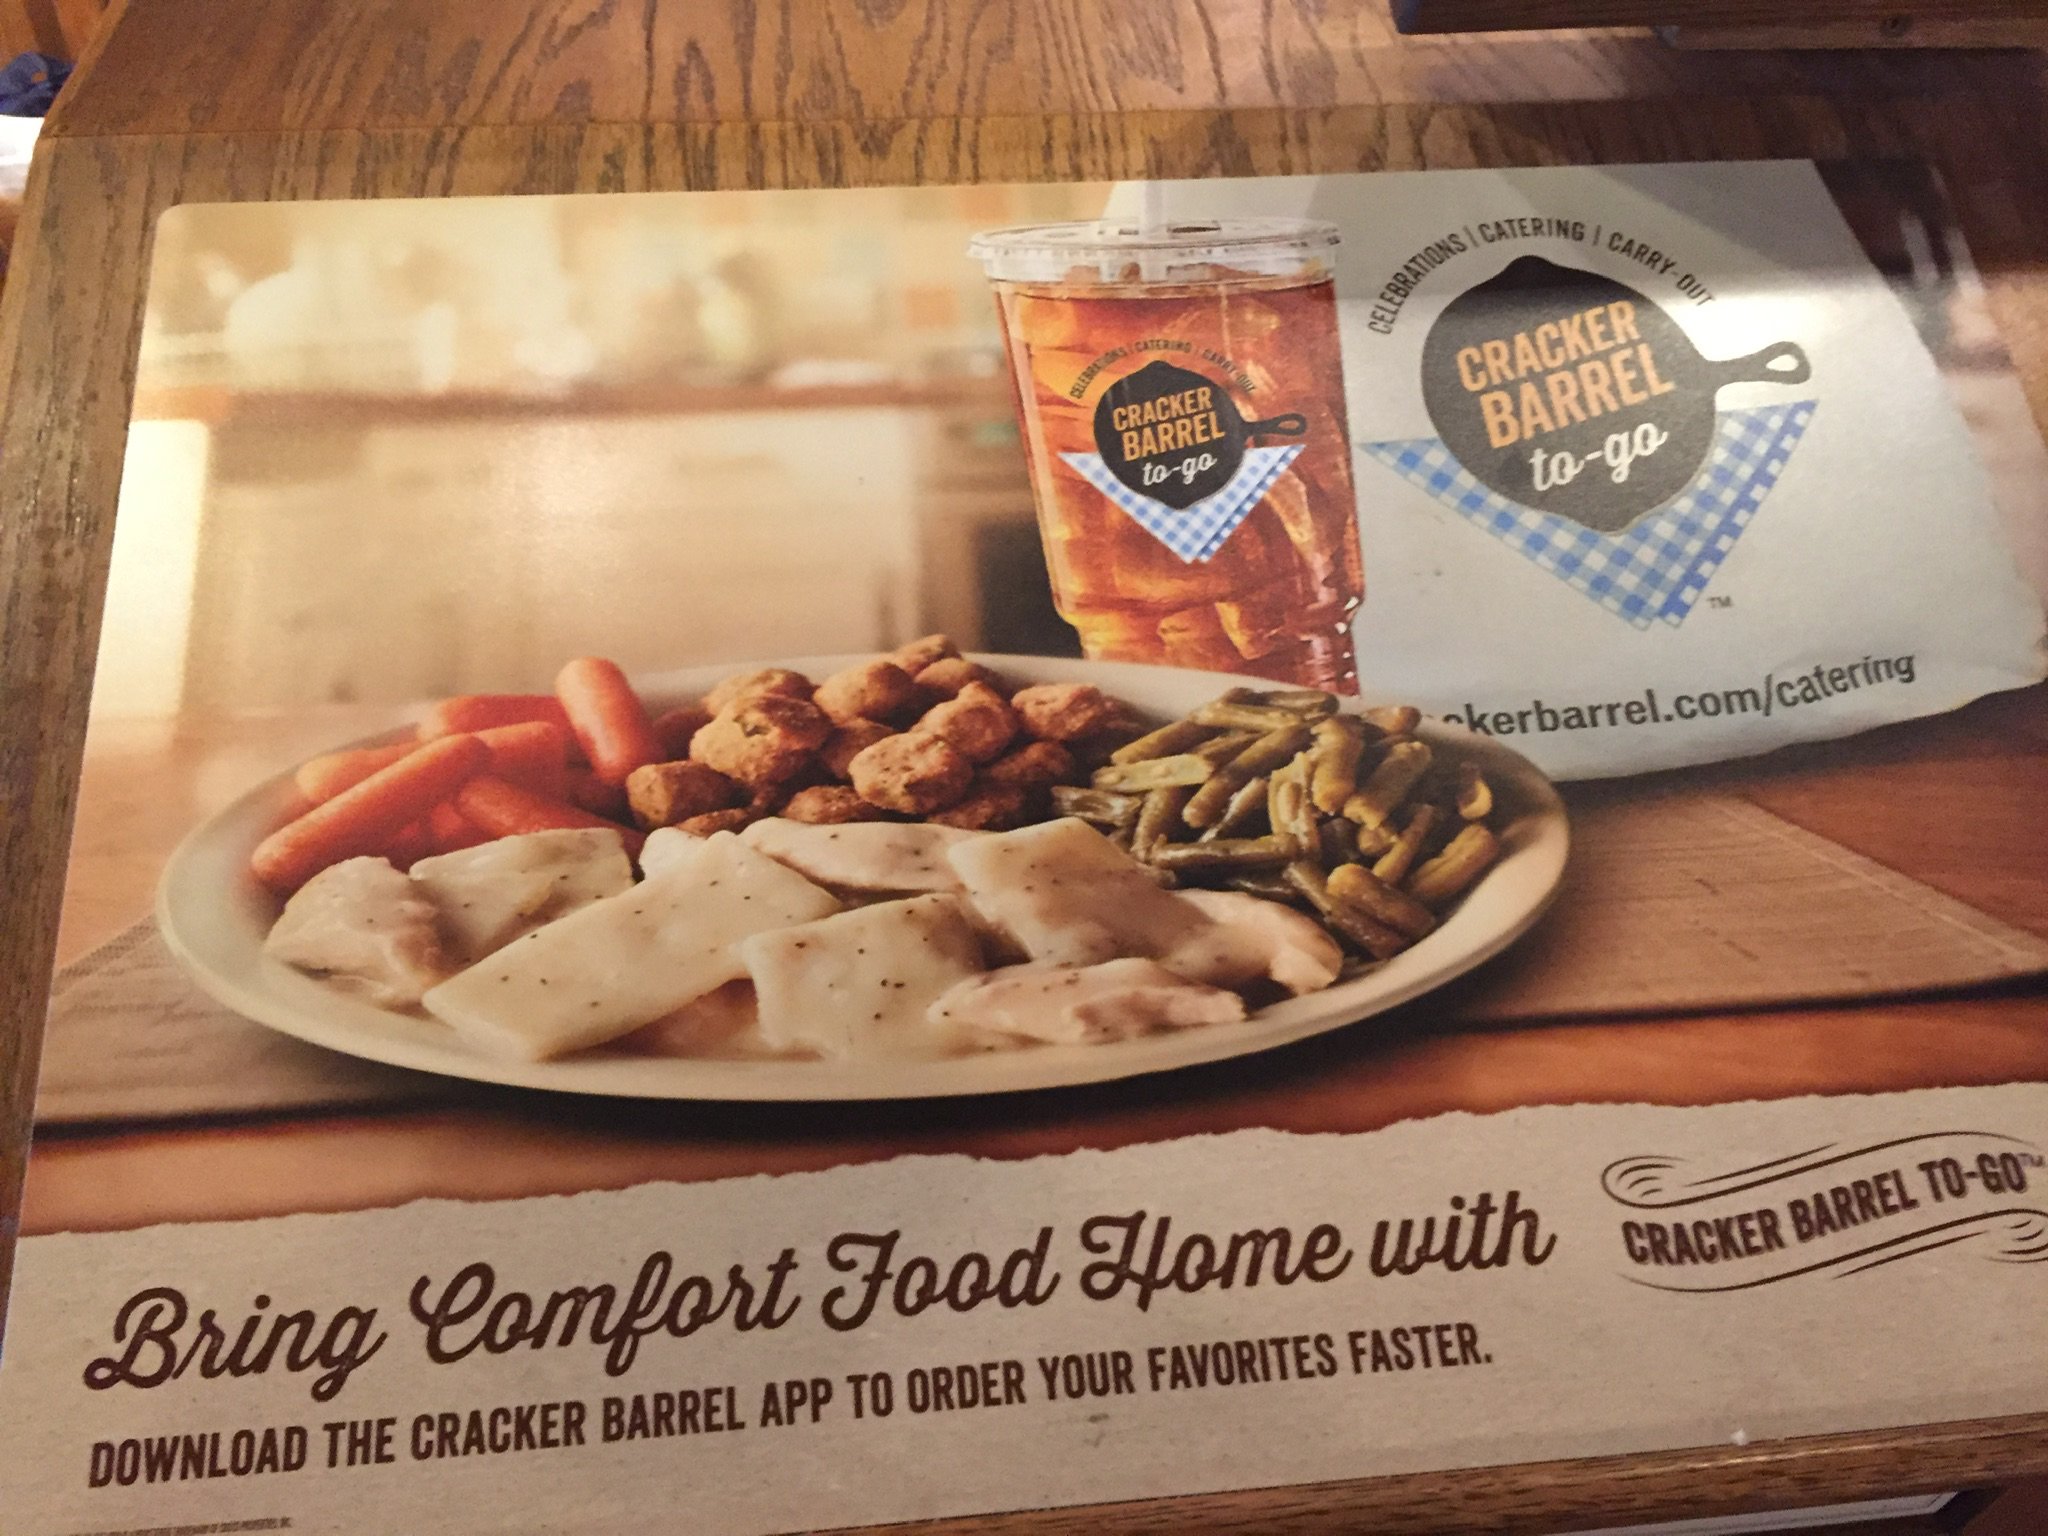 CELEBRATIONS | CATERING | CARRY-OUT
CRACKER
BARREL
to-go
TM
CELEBRATIONS | CATERING | CARRY-OUT
CRACKER
BARREL
to-go
ckerbarrel.com/catering
Bring Comfort Food Home with
CRACKER BARREL TO-GO™
DOWNLOAD THE CRACKER BARREL APP TO ORDER YOUR FAVORITES FASTER.